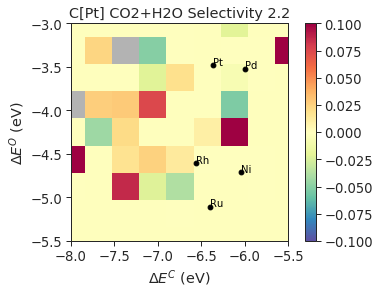 C[Pt] CO2+H2O Selectivity 2.2
ΔE^O (eV)
−3.0
−3.5
−4.0
−4.5
−5.0
−5.5
Pt
Pd
Rh
Ni
Ru
−8.0 −7.5 −7.0 −6.5 −6.0 −5.5
ΔE^C (eV)
0.100
0.075
0.050
0.025
0.000
−0.025
−0.050
−0.075
−0.100